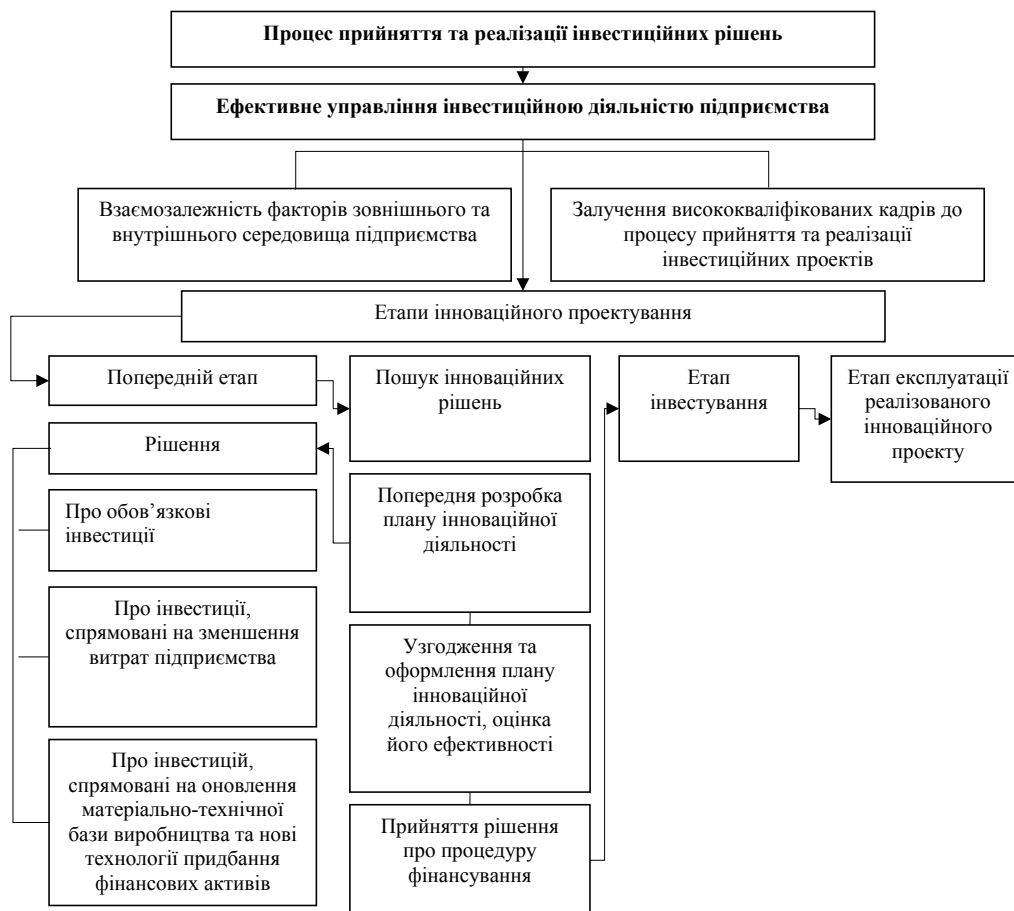 Процес прийняття та реалізації інвестиційних рішень
Ефективне управління інвестиційною діяльністю підприємства
Взаємозалежність факторів зовнішнього та
внутрішнього середовища підприємства
Залучення висококваліфікованих кадрів до
процесу прийняття та реалізації
інвестиційних проектів
Етапи інноваційного проектування
Попередній етап
Пошук інноваційних
рішень
Етап
інвестування
Етап експлуатації
реалізованого
інноваційного
проекту
Рішення
Про обов’язкові
інвестиції
Про інвестиції,
спрямовані на зменшення
витрат підприємства
Про інвестицій,
спрямовані на оновлення
матеріально-технічної
бази виробництва та нові
технології придбання
фінансових активів
Попередня розробка
плану інноваційної
діяльності
Узгодження та
оформлення плану
інноваційної
діяльності, оцінка
його ефективності
Прийняття рішення
про процедуру
фінансування